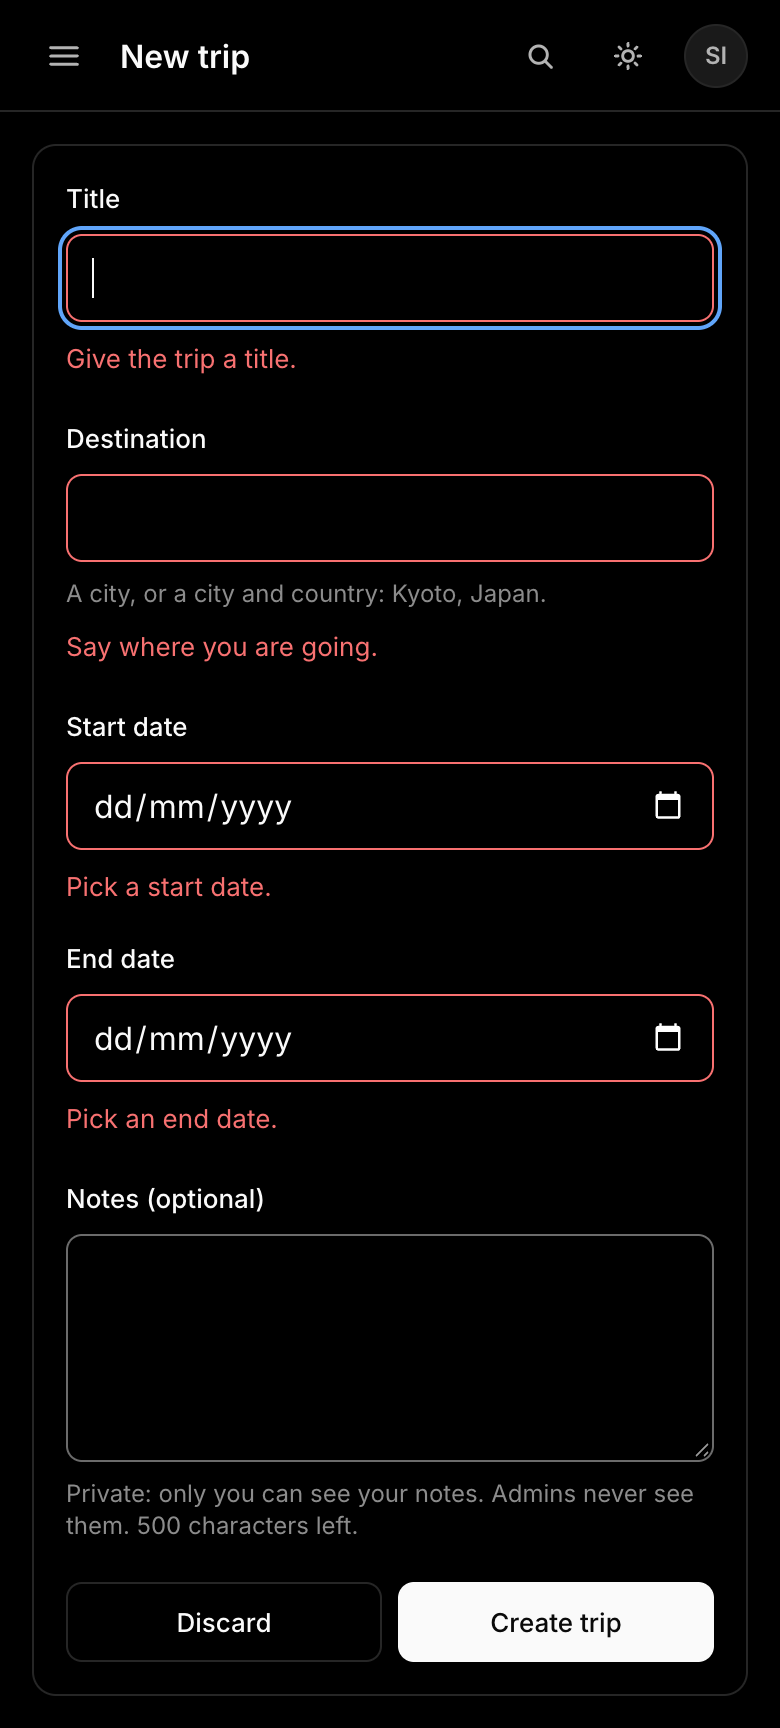 New trip
SI
Title
Give the trip a title.
Destination
A city, or a city and country: Kyoto, Japan.
Say where you are going.
Start date
dd/mm/yyyy
Pick a start date.
End date
dd/mm/yyyy
Pick an end date.
Notes (optional)
Private: only you can see your notes. Admins never see
them. 500 characters left.
Discard
Create trip